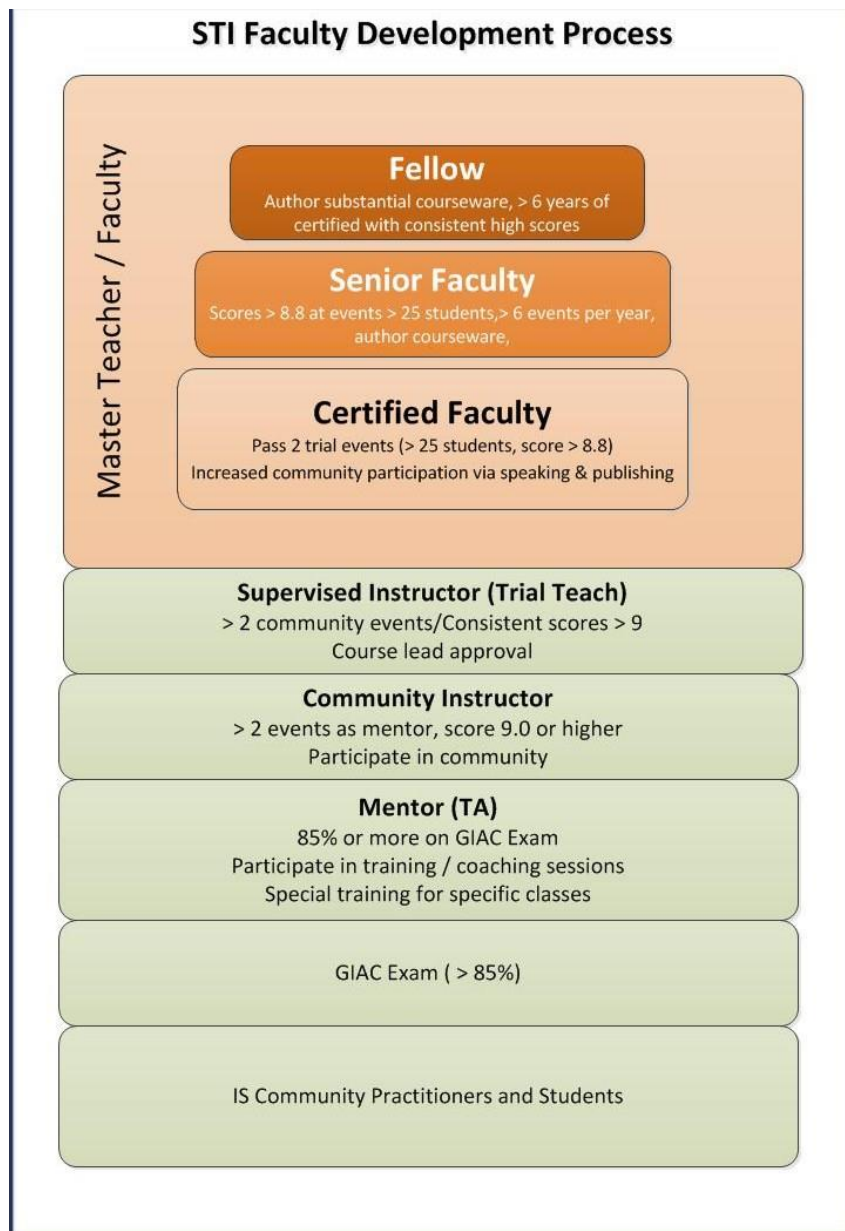 STI Faculty Development Process
Master Teacher / Faculty
Fellow
Author substantial courseware, > 6 years of
certified with consistent high scores
Senior Faculty
Scores > 8.8 at events > 25 students,> 6 events per year,
author courseware,
Certified Faculty
Pass 2 trial events (> 25 students, score > 8.8)
Increased community participation via speaking & publishing
Supervised Instructor (Trial Teach)
> 2 community events/Consistent scores > 9
Course lead approval
Community Instructor
> 2 events as mentor, score 9.0 or higher
Participate in community
Mentor (TA)
85% or more on GIAC Exam
Participate in training / coaching sessions
Special training for specific classes
GIAC Exam ( > 85%)
IS Community Practitioners and Students